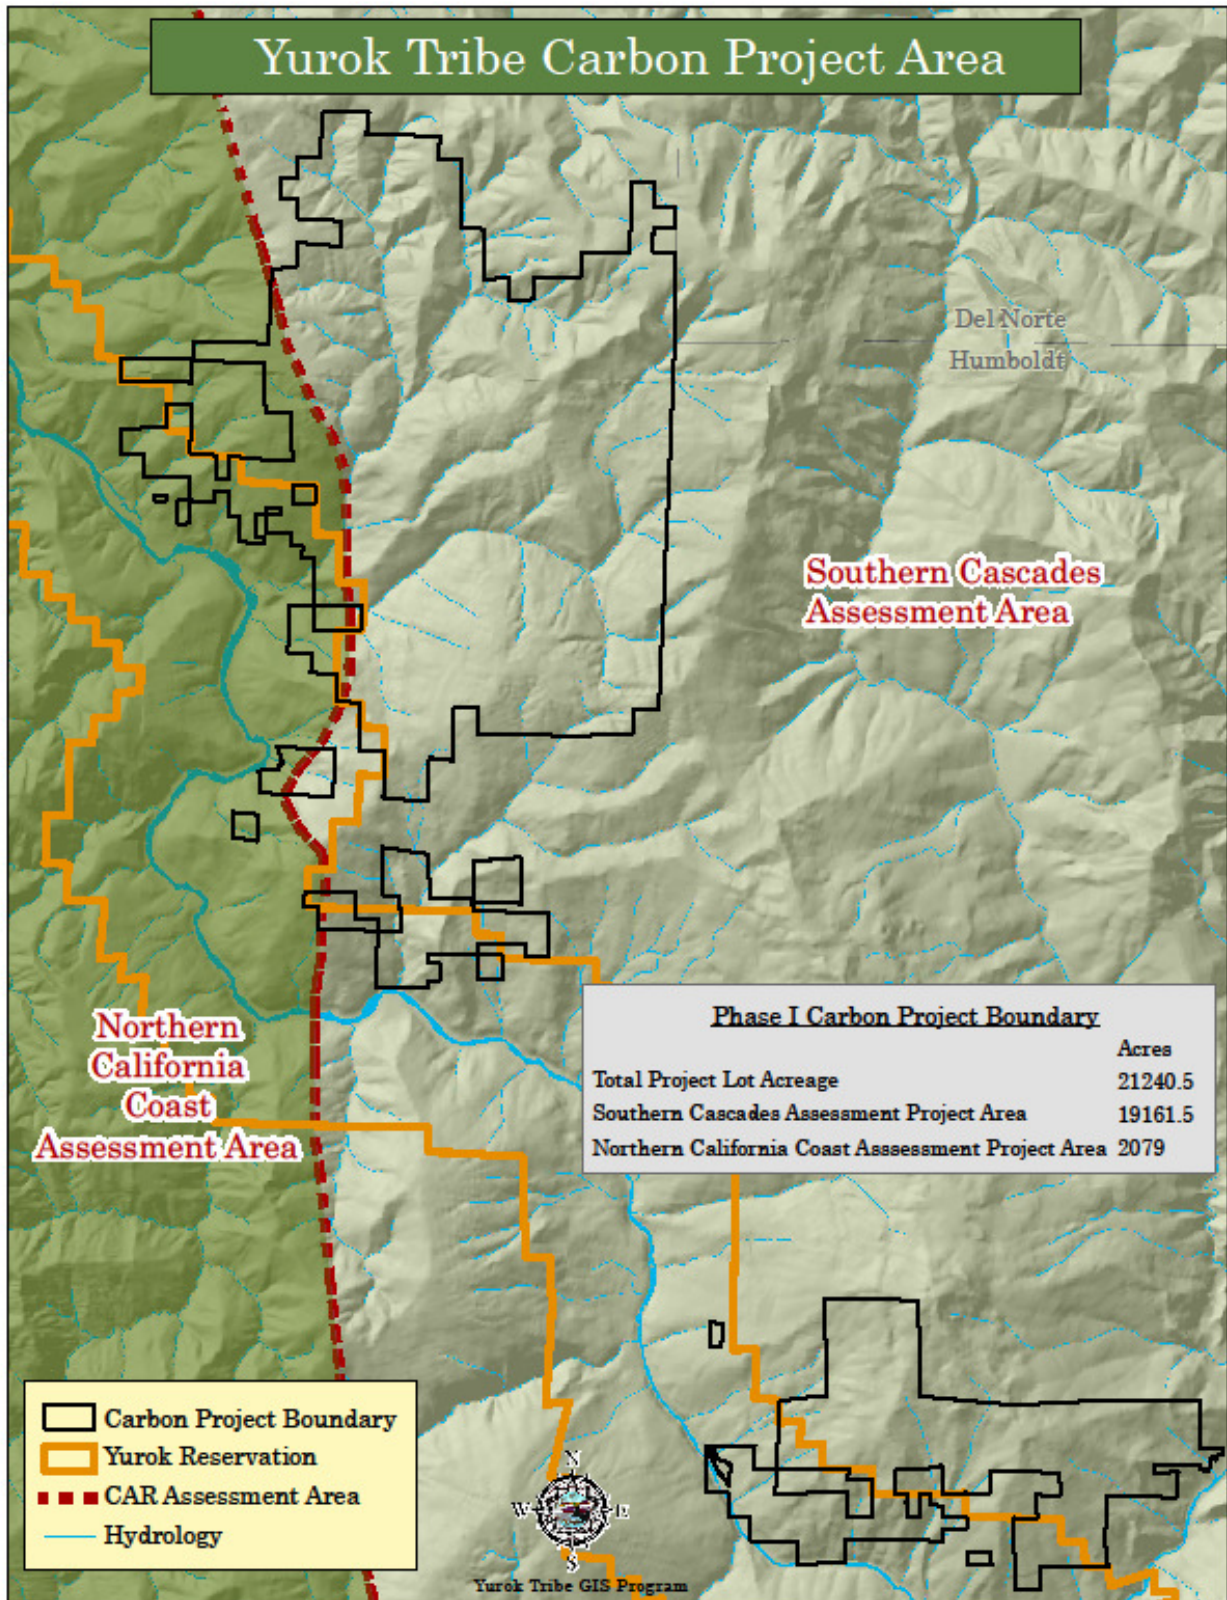 Yurok Tribe Carbon Project Area
Del Norte
Humboldt
Southern Cascades
Assessment Area
Phase I Carbon Project Boundary
Acres
Total Project Lot Acreage 21240.5
Southern Cascades Assessment Project Area 19161.5
Northern California Coast Asssessment Project Area 2079
Northern
California
Coast
Assessment Area
Carbon Project Boundary
Yurok Reservation
CAR Assessment Area
Hydrology
N
W E
S
Yurok Tribe GIS Program